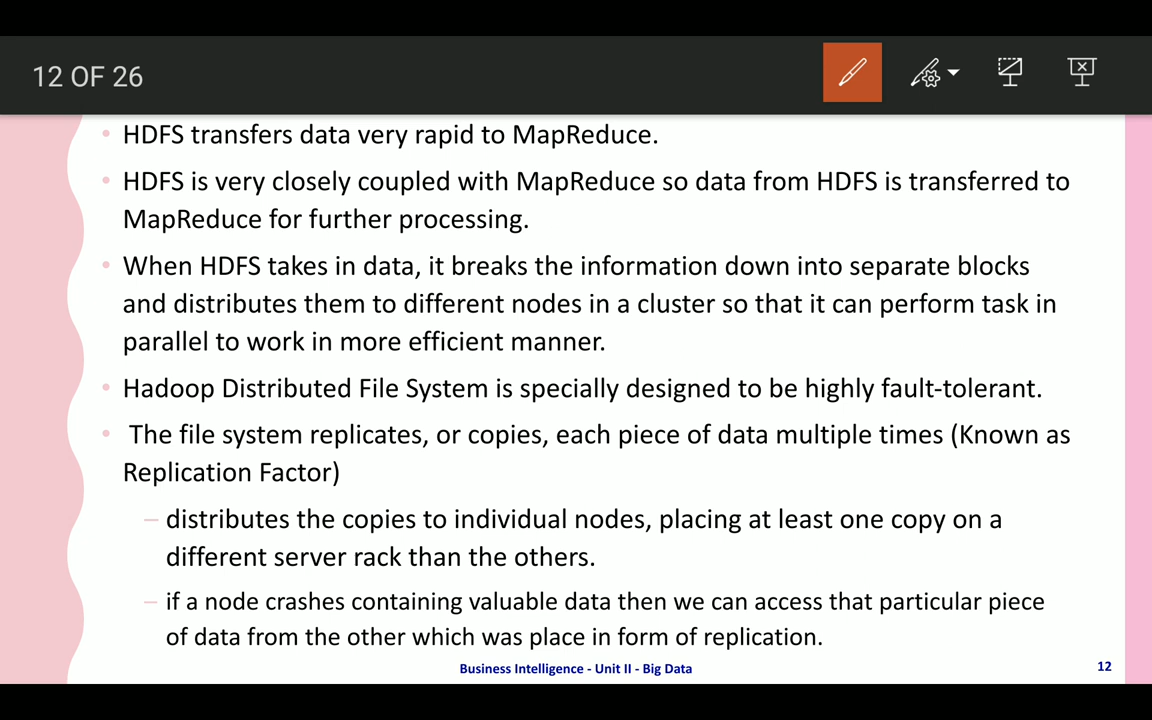 12 OF 26
• HDFS transfers data very rapid to MapReduce.
• HDFS is very closely coupled with MapReduce so data from HDFS is transferred to
MapReduce for further processing.
• When HDFS takes in data, it breaks the information down into separate blocks
and distributes them to different nodes in a cluster so that it can perform task in
parallel to work in more efficient manner.
• Hadoop Distributed File System is specially designed to be highly fault-tolerant.
• The file system replicates, or copies, each piece of data multiple times (Known as
Replication Factor)
– distributes the copies to individual nodes, placing at least one copy on a
different server rack than the others.
– if a node crashes containing valuable data then we can access that particular piece
of data from the other which was place in form of replication.
Business Intelligence - Unit II - Big Data
12